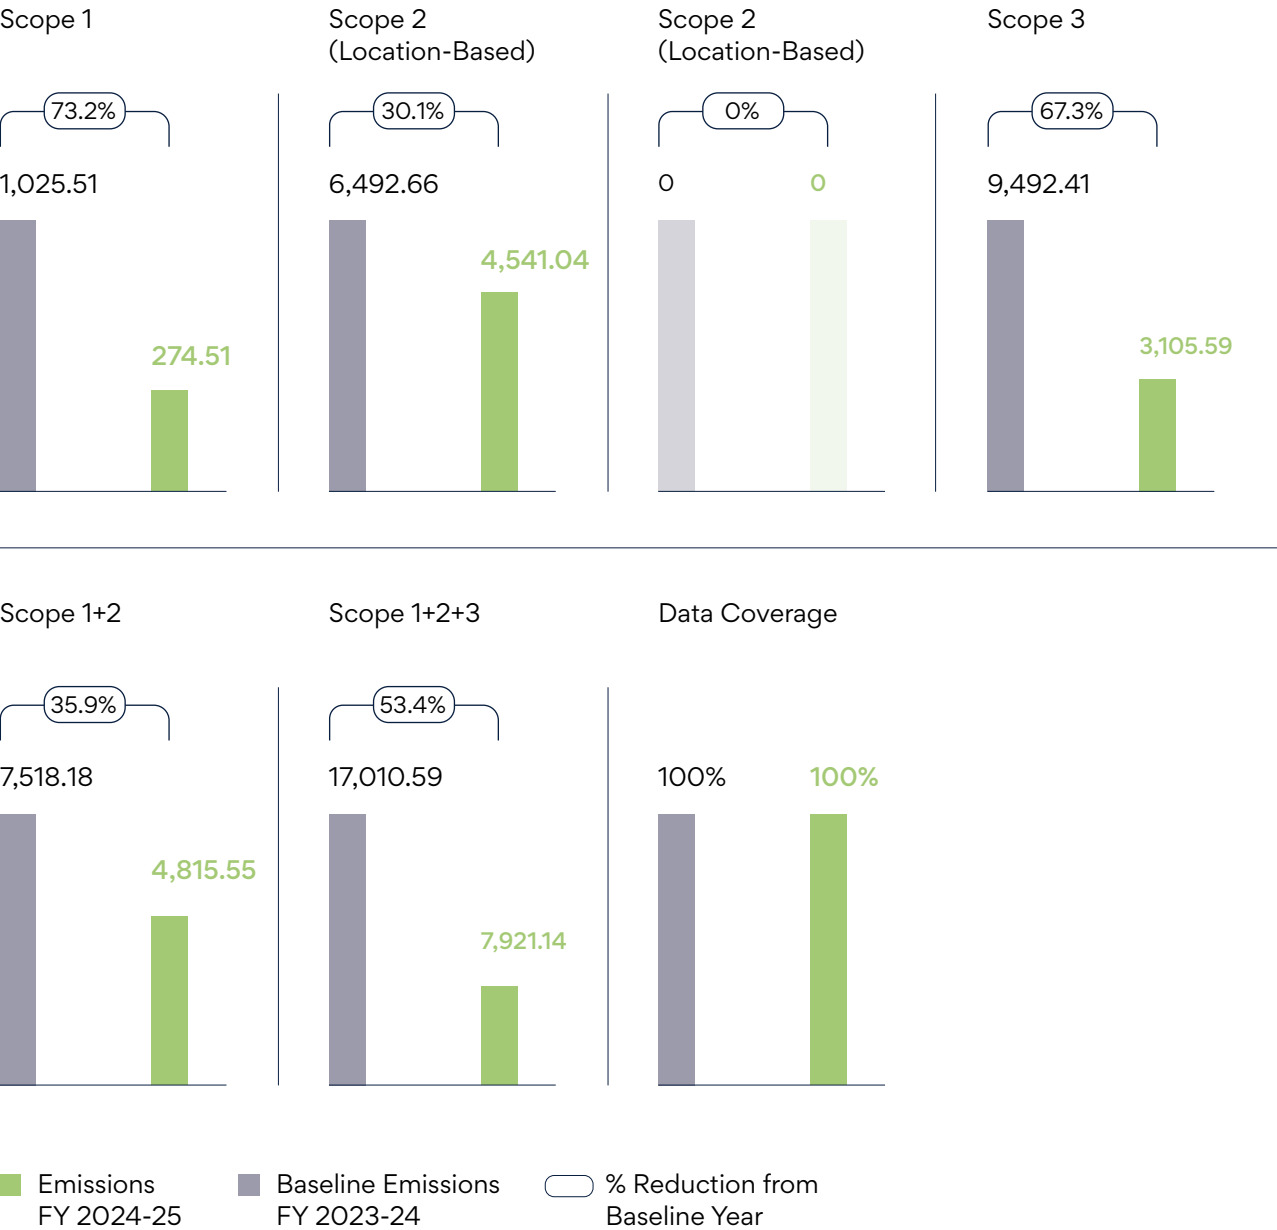 Scope 1
73.2%
1,025.51
274.51
Scope 2
(Location-Based)
30.1%
6,492.66
4,541.04
Scope 2
(Location-Based)
0%
0
0
Scope 3
67.3%
9,492.41
3,105.59
Scope 1+2
35.9%
7,518.18
4,815.55
Scope 1+2+3
53.4%
17,010.59
7,921.14
Data Coverage
100%
100%
Emissions
FY 2024-25
Baseline Emissions
FY 2023-24
% Reduction from
Baseline Year